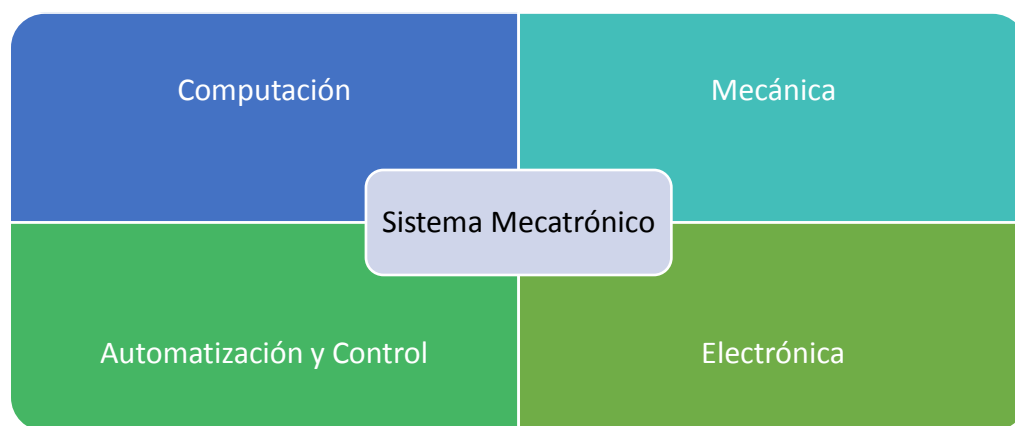 Computación
Mecánica
Sistema Mecatrónico
Automatización y Control
Electrónica